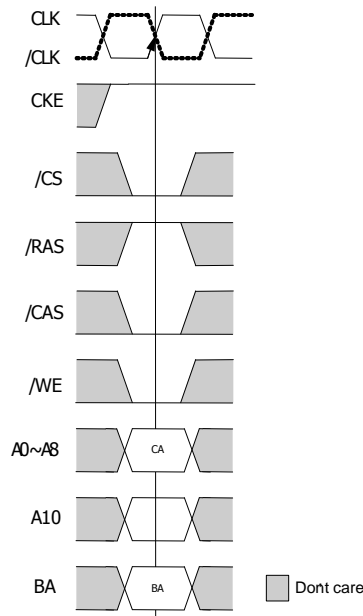 CLK
/CLK
CKE
/CS
/RAS
/CAS
/WE
A0~A8
CA
A10
BA
BA
Dont care